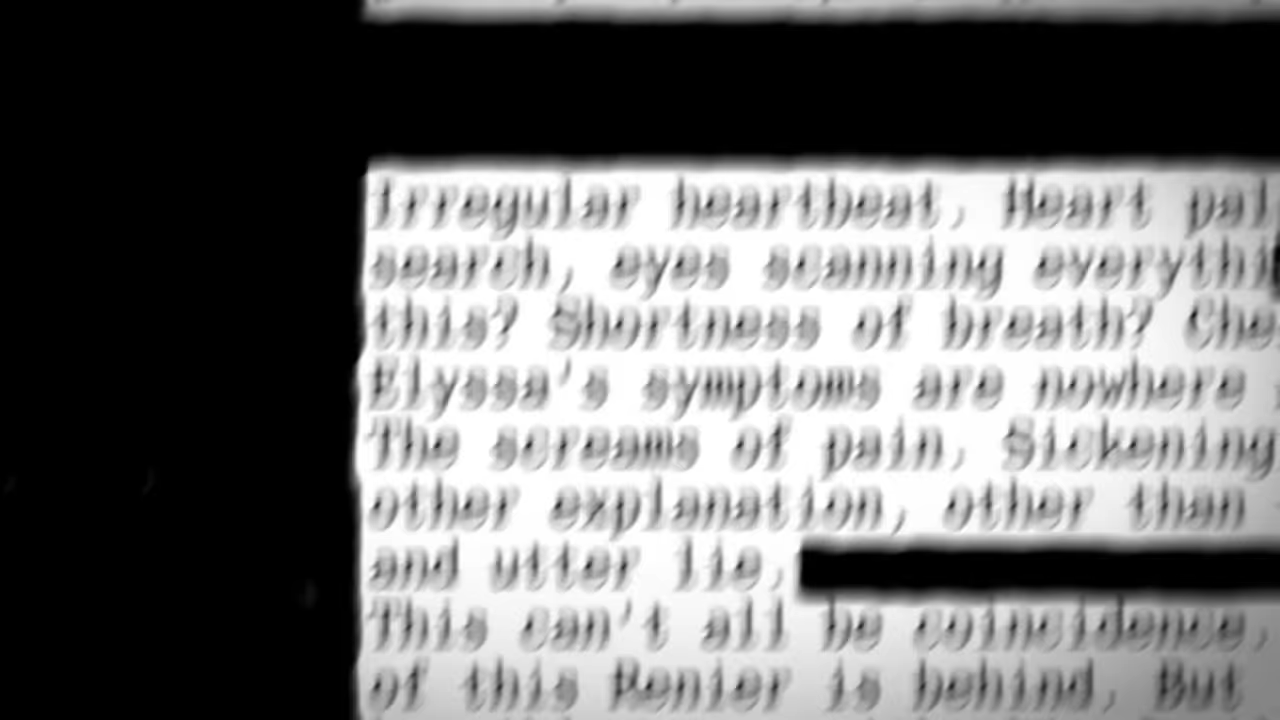 Irregular heartbeat. Heart pal
search, eyes scanning everythi
this? Shortness of breath? Che
Elyssa's symptoms are nowhere
The screams of pain. Sickening
other explanation, other than
and utter lie.
This can't all be coincidence.
of this Renier is behind. But